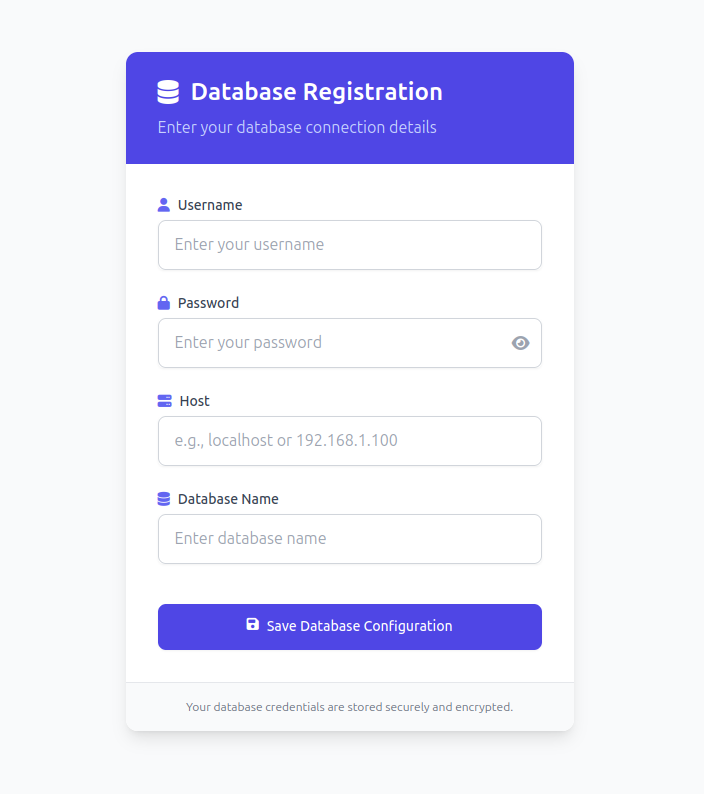 Database Registration
Enter your database connection details
Username
Enter your username
Password
Enter your password
Host
e.g., localhost or 192.168.1.100
Database Name
Enter database name
Save Database Configuration
Your database credentials are stored securely and encrypted.